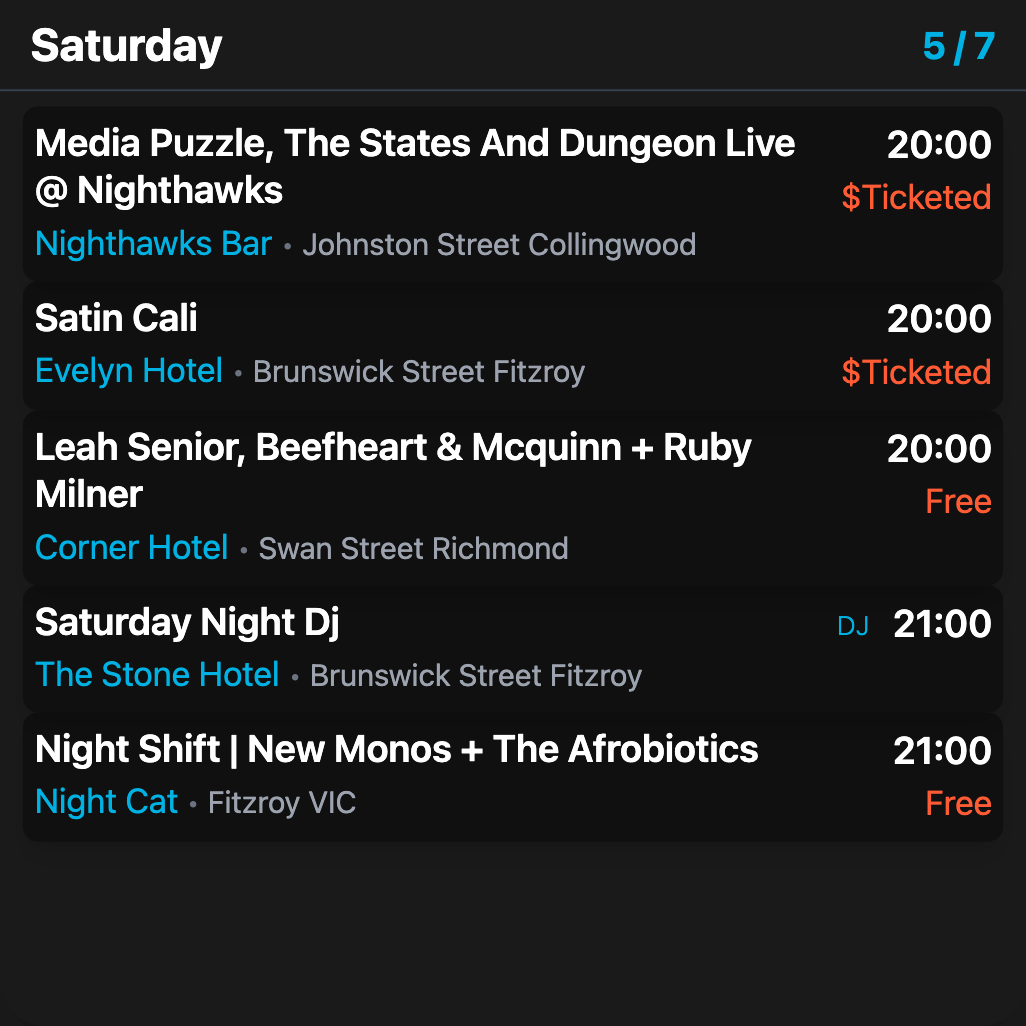 Saturday 5 / 7
Media Puzzle, The States And Dungeon Live 20:00
@ Nighthawks $Ticketed
Nighthawks Bar • Johnston Street Collingwood
Satin Cali 20:00
Evelyn Hotel • Brunswick Street Fitzroy $Ticketed
Leah Senior, Beefheart & Mcquinn + Ruby 20:00
Milner Free
Corner Hotel • Swan Street Richmond
Saturday Night Dj DJ 21:00
The Stone Hotel • Brunswick Street Fitzroy
Night Shift | New Monos + The Afrobiotics 21:00
Night Cat • Fitzroy VIC Free